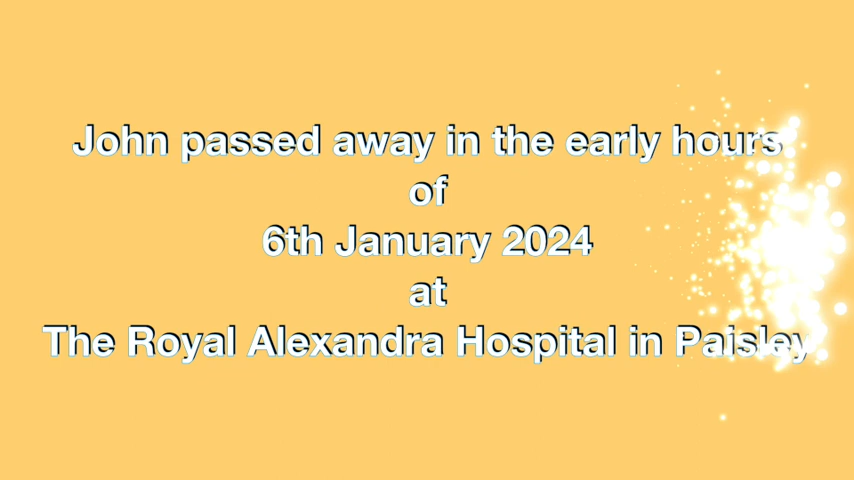 John passed away in the early hours
of
6th January 2024
at
The Royal Alexandra Hospital in Paisley